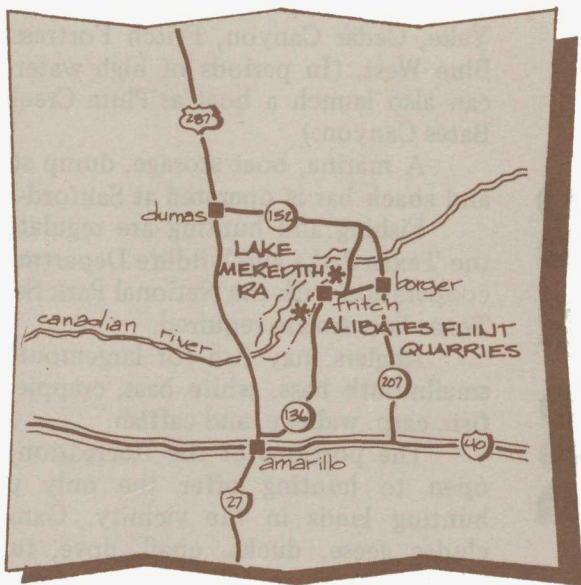 287
dumas
152
LAKE
MEREDITH
RA
borger
fritch
canadian river
ALIBATES FLINT
QUARRIES
207
136
40
amarillo
27